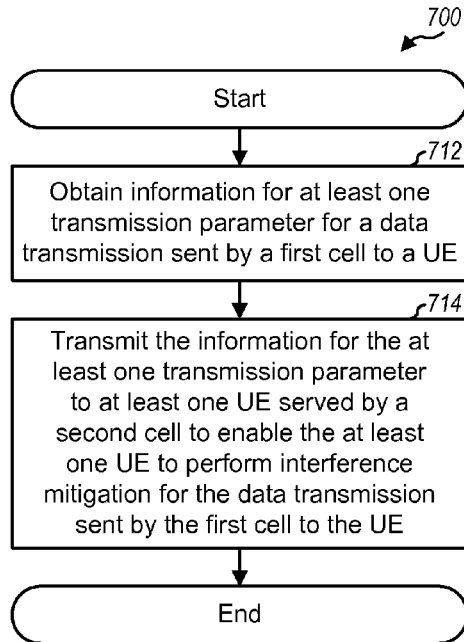 700
Start
712
Obtain information for at least one
transmission parameter for a data
transmission sent by a first cell to a UE
714
Transmit the information for the at
least one transmission parameter
to at least one UE served by a
second cell to enable the at least
one UE to perform interference
mitigation for the data transmission
sent by the first cell to the UE
End